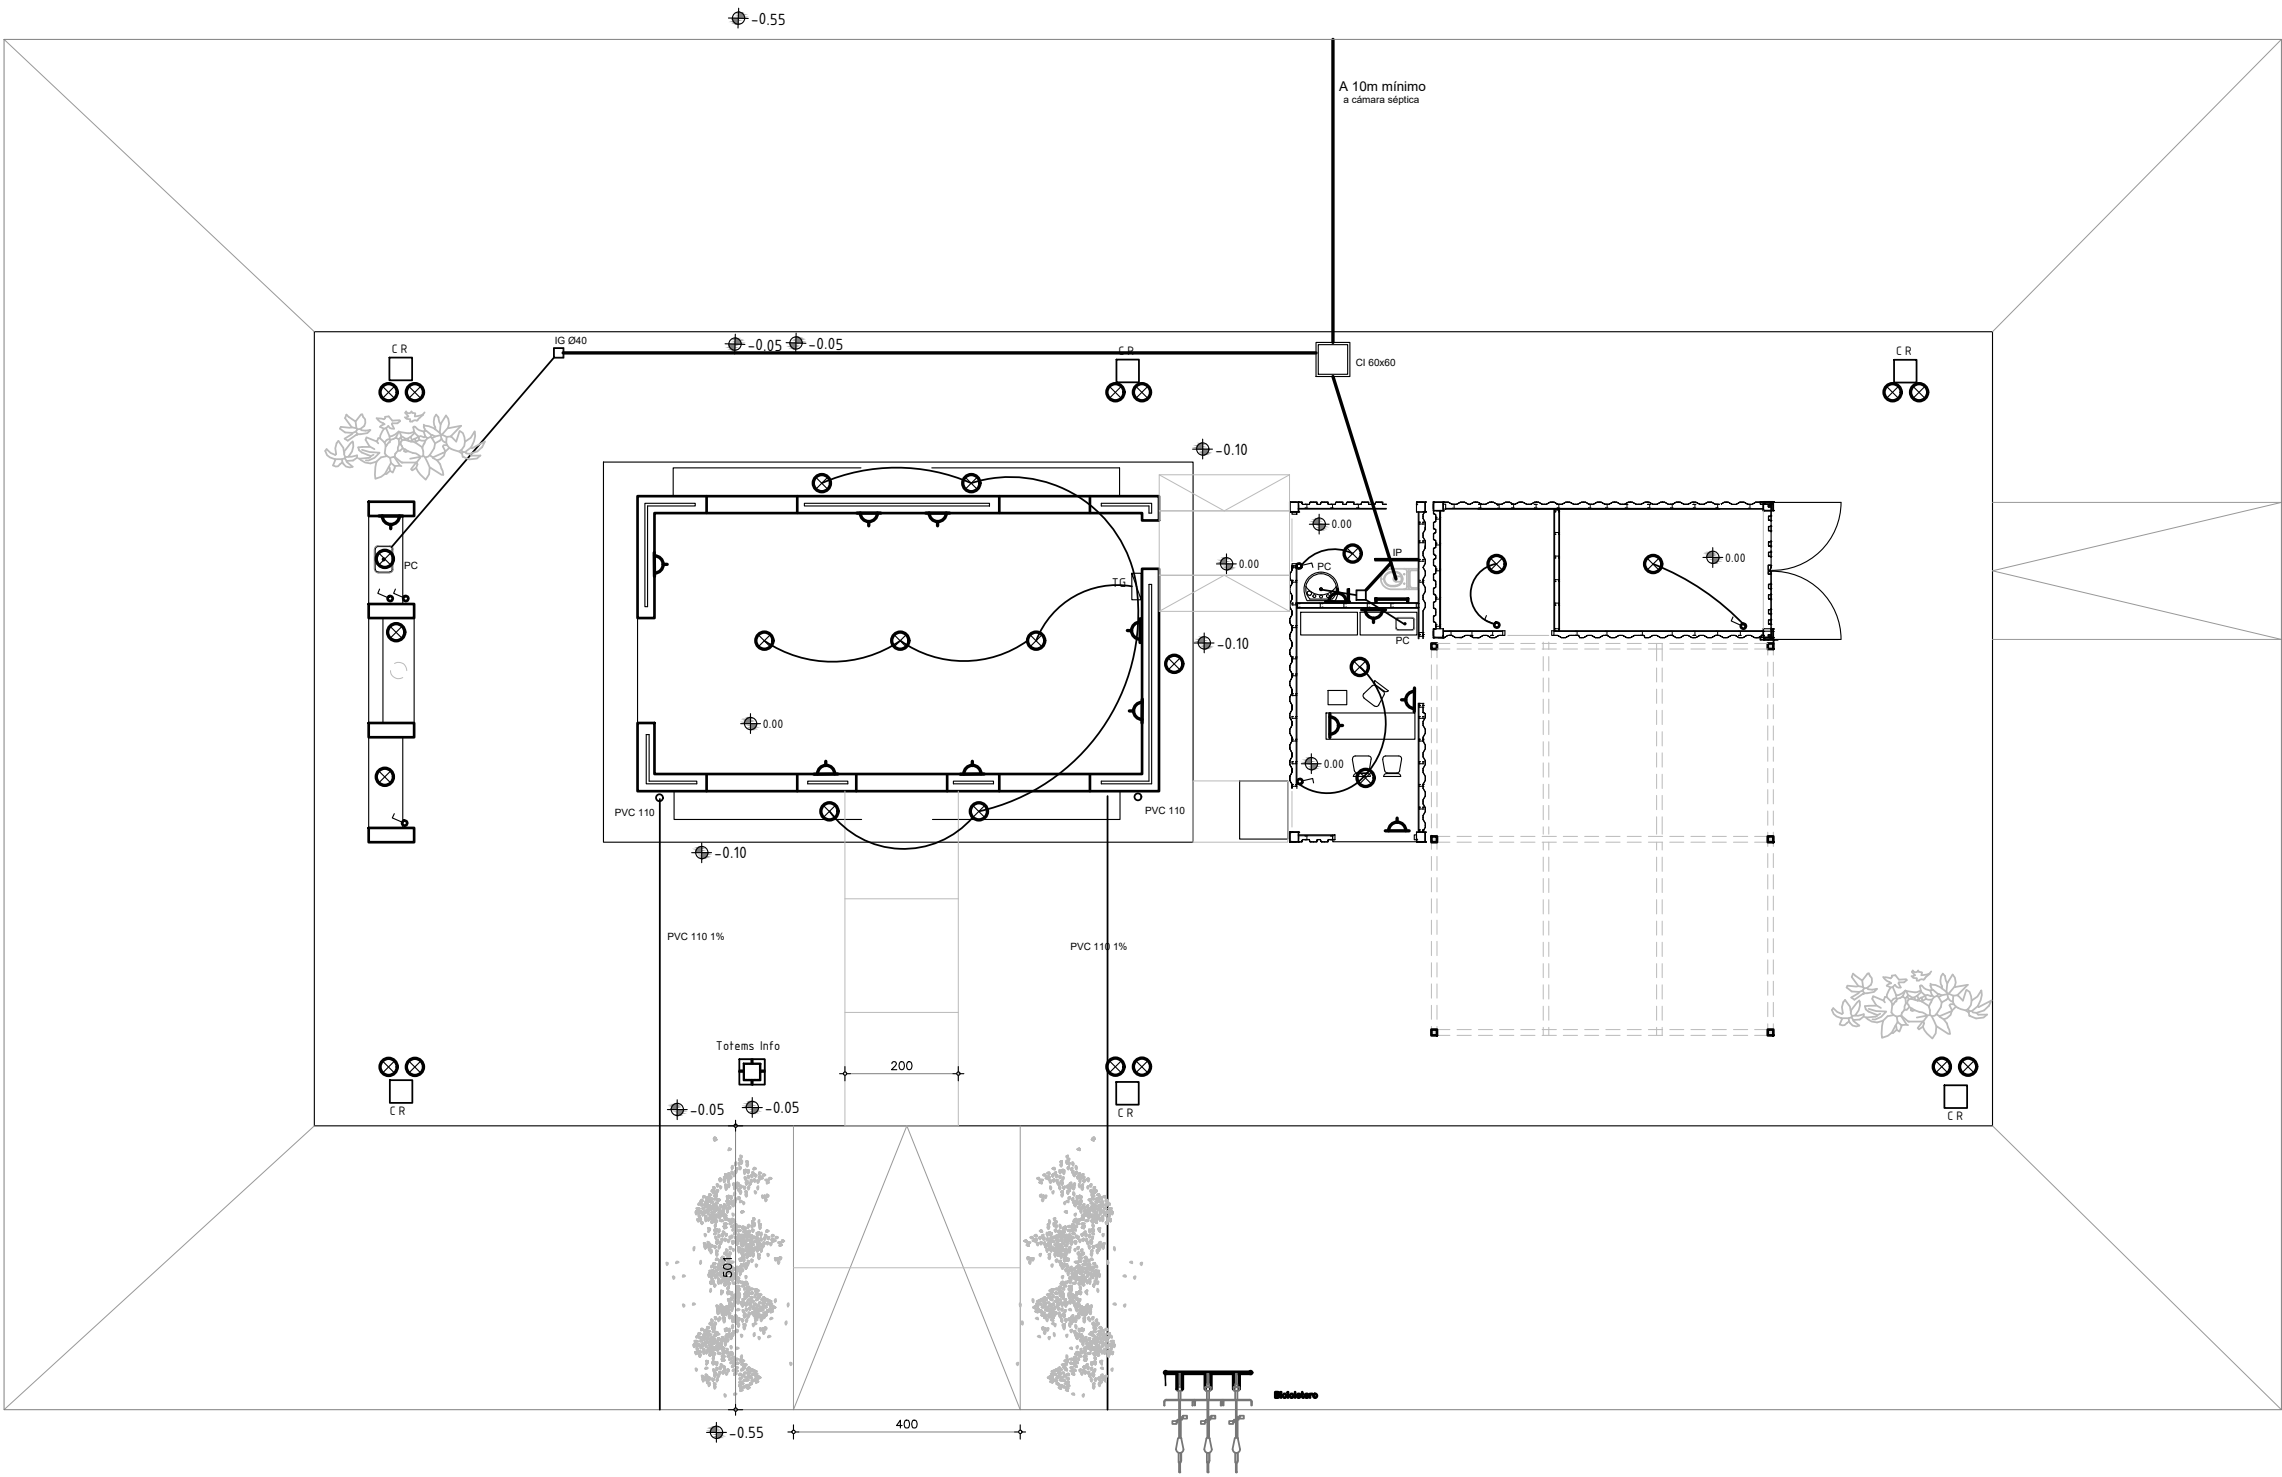 -0.55
A 10m mínimo
a cámara séptica
IG Ø40
C R
-0.05
-0.05
C R
C R
CI 60x60
-0.10
0.00
IP
0.00
0.00
PC
PC
TG
PC
-0.10
0.00
0.00
PVC 110
PVC 110
-0.10
PVC 110 1%
PVC 110 1%
Totems Info
200
C R
-0.05
-0.05
C R
C R
501
Bicicletero
400
-0.55